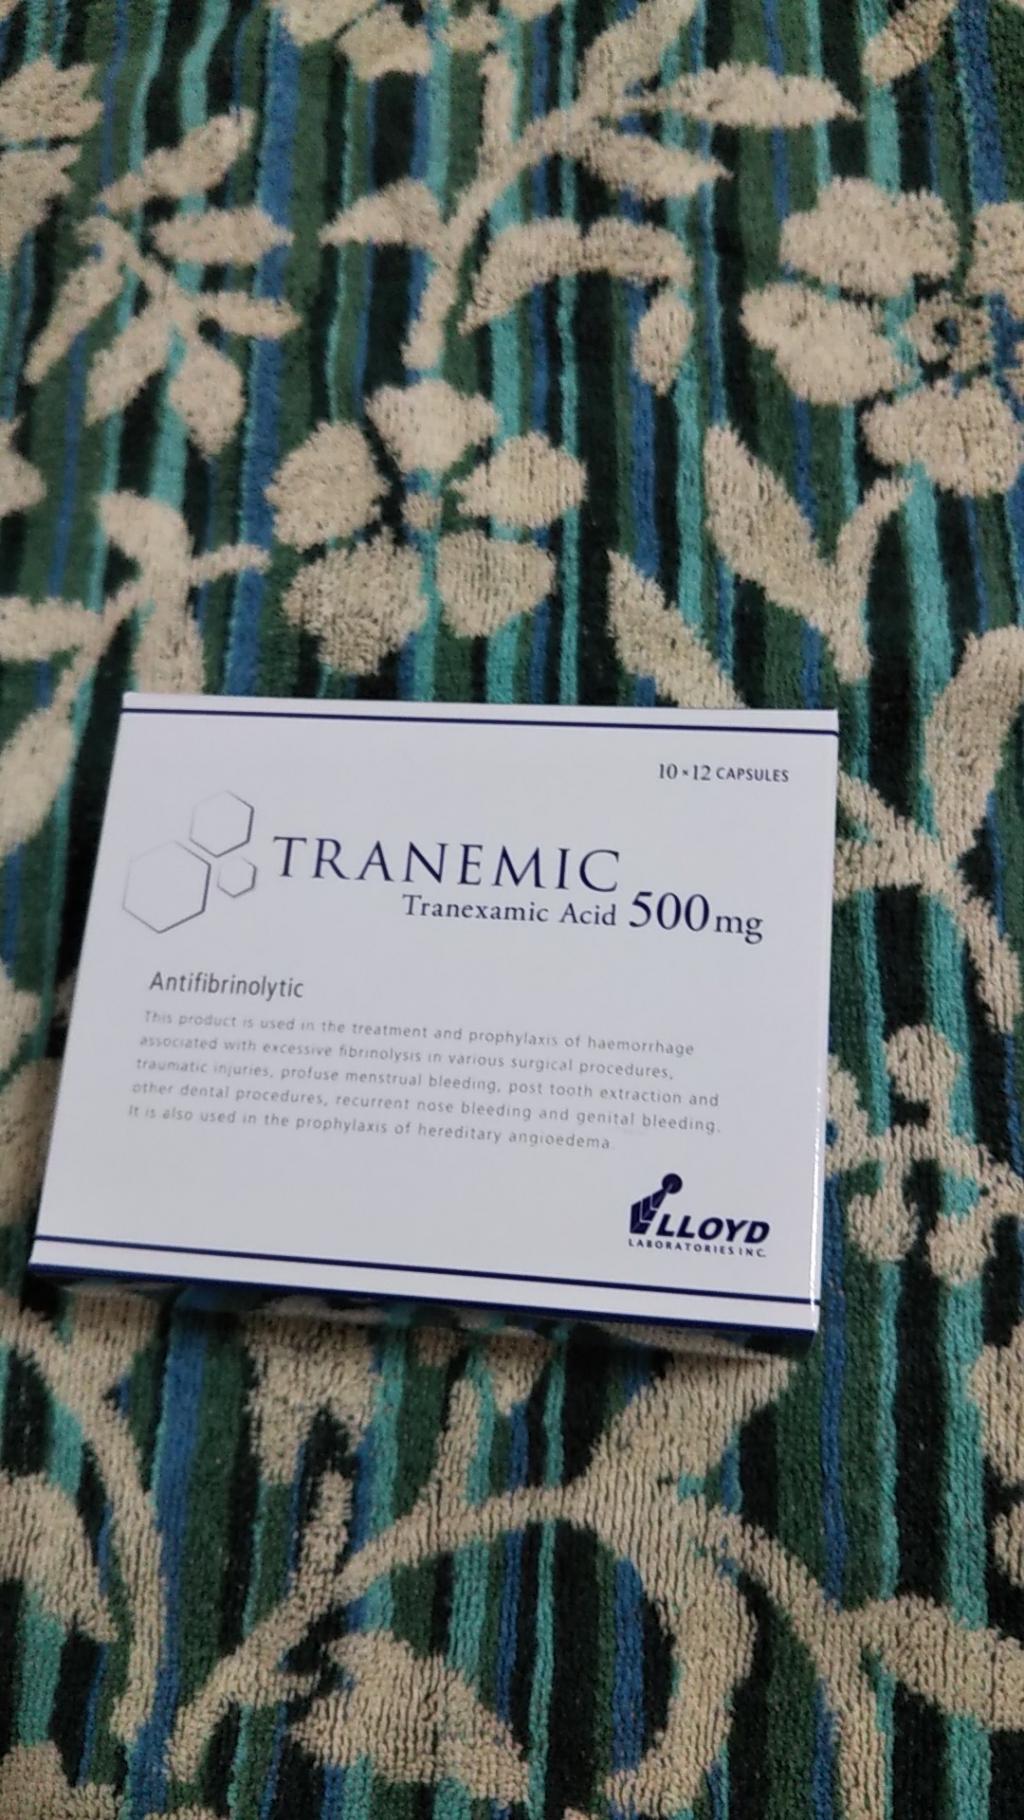 10×12 CAPSULES
TRANEMIC
Tranexamic Acid 500mg
Antifibrinolytic
This product is used in the treatment and prophylaxis of haemorrhage
associated with excessive fibrinolysis in various surgical procedures,
traumatic injuries, profuse menstrual bleeding, post tooth extraction and
other dental procedures, recurrent nose bleeding and genital bleeding.
It is also used in the prophylaxis of hereditary angioedema.
LLOYD
LABORATORIES INC.